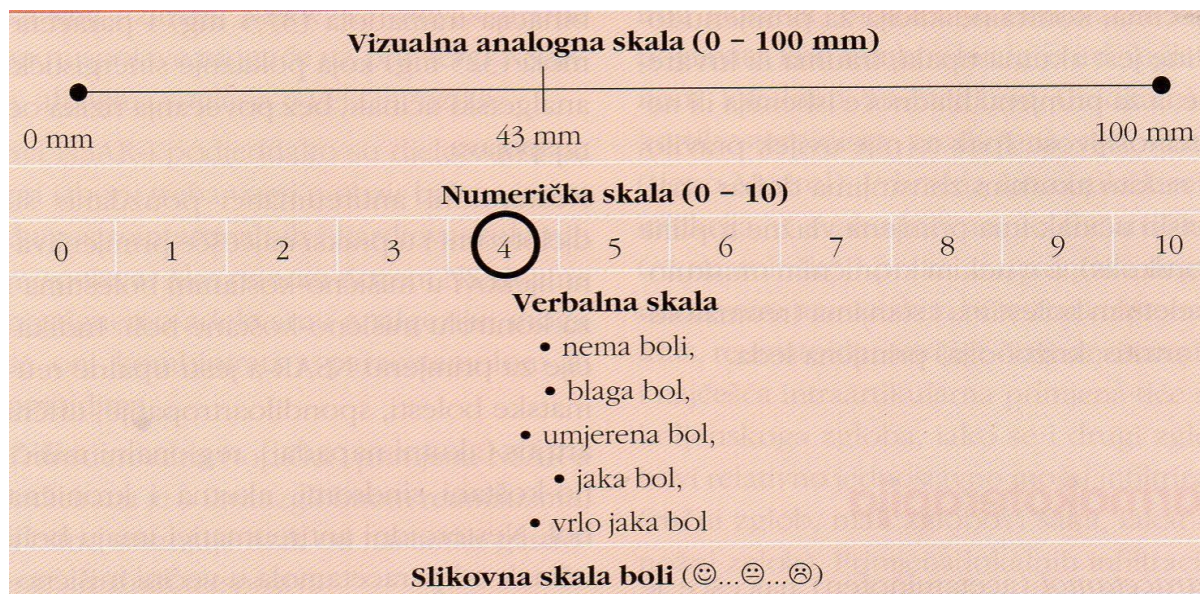 Vizualna analogna skala (0 – 100 mm)
0 mm 43 mm 100 mm
Numerička skala (0 – 10)
0 1 2 3 4 5 6 7 8 9 10
Verbalna skala
• nema boli,
• blaga bol,
• umjerena bol,
• jaka bol,
• vrlo jaka bol
Slikovna skala boli (☺...😐...☹)